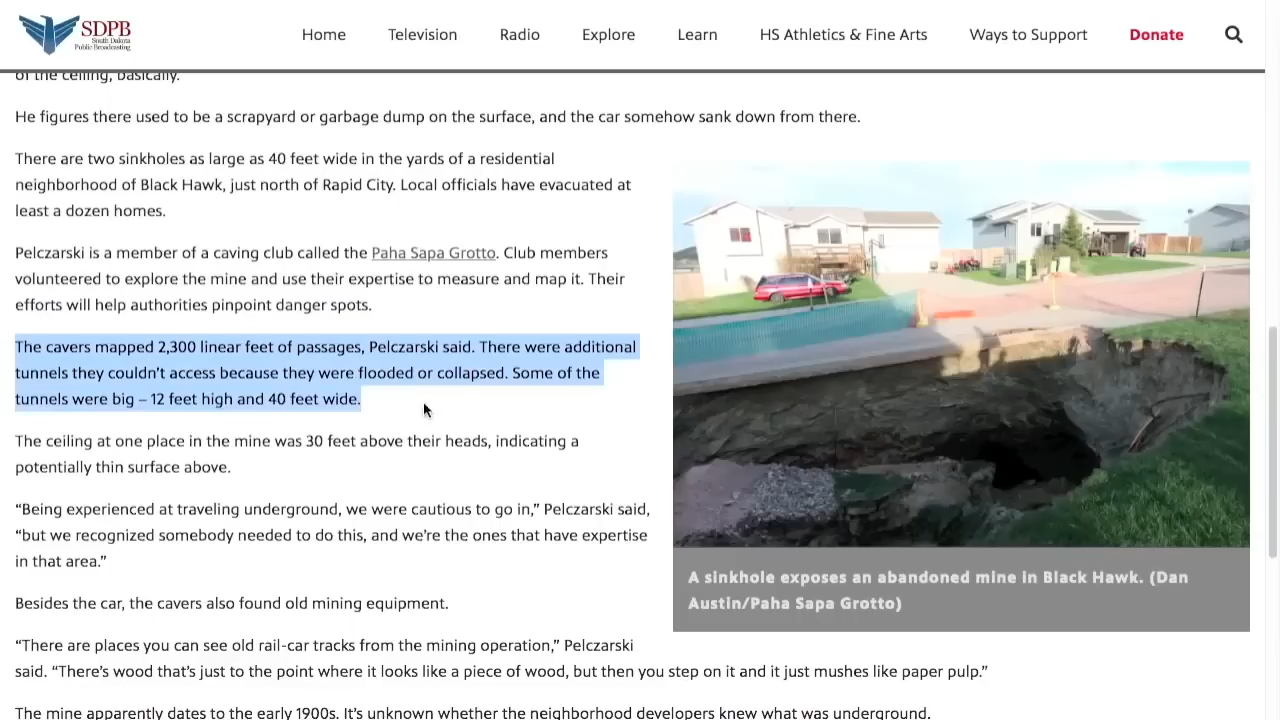 SDPB
South Dakota
Public Broadcasting
Home
Television
Radio
Explore
Learn
HS Athletics & Fine Arts
Ways to Support
Donate
of the ceiling, basically.
He figures there used to be a scrapyard or garbage dump on the surface, and the car somehow sank down from there.
There are two sinkholes as large as 40 feet wide in the yards of a residential
neighborhood of Black Hawk, just north of Rapid City. Local officials have evacuated at
least a dozen homes.
Pelczarski is a member of a caving club called the Paha Sapa Grotto. Club members
volunteered to explore the mine and use their expertise to measure and map it. Their
efforts will help authorities pinpoint danger spots.
The cavers mapped 2,300 linear feet of passages, Pelczarski said. There were additional
tunnels they couldn’t access because they were flooded or collapsed. Some of the
tunnels were big – 12 feet high and 40 feet wide.
The ceiling at one place in the mine was 30 feet above their heads, indicating a
potentially thin surface above.
“Being experienced at traveling underground, we were cautious to go in,” Pelczarski said,
“but we recognized somebody needed to do this, and we’re the ones that have expertise
in that area.”
Besides the car, the cavers also found old mining equipment.
“There are places you can see old rail-car tracks from the mining operation,” Pelczarski
said. “There’s wood that’s just to the point where it looks like a piece of wood, but then you step on it and it just mushes like paper pulp.”
The mine apparently dates to the early 1900s. It’s unknown whether the neighborhood developers knew what was underground.
A sinkhole exposes an abandoned mine in Black Hawk. (Dan
Austin/Paha Sapa Grotto)